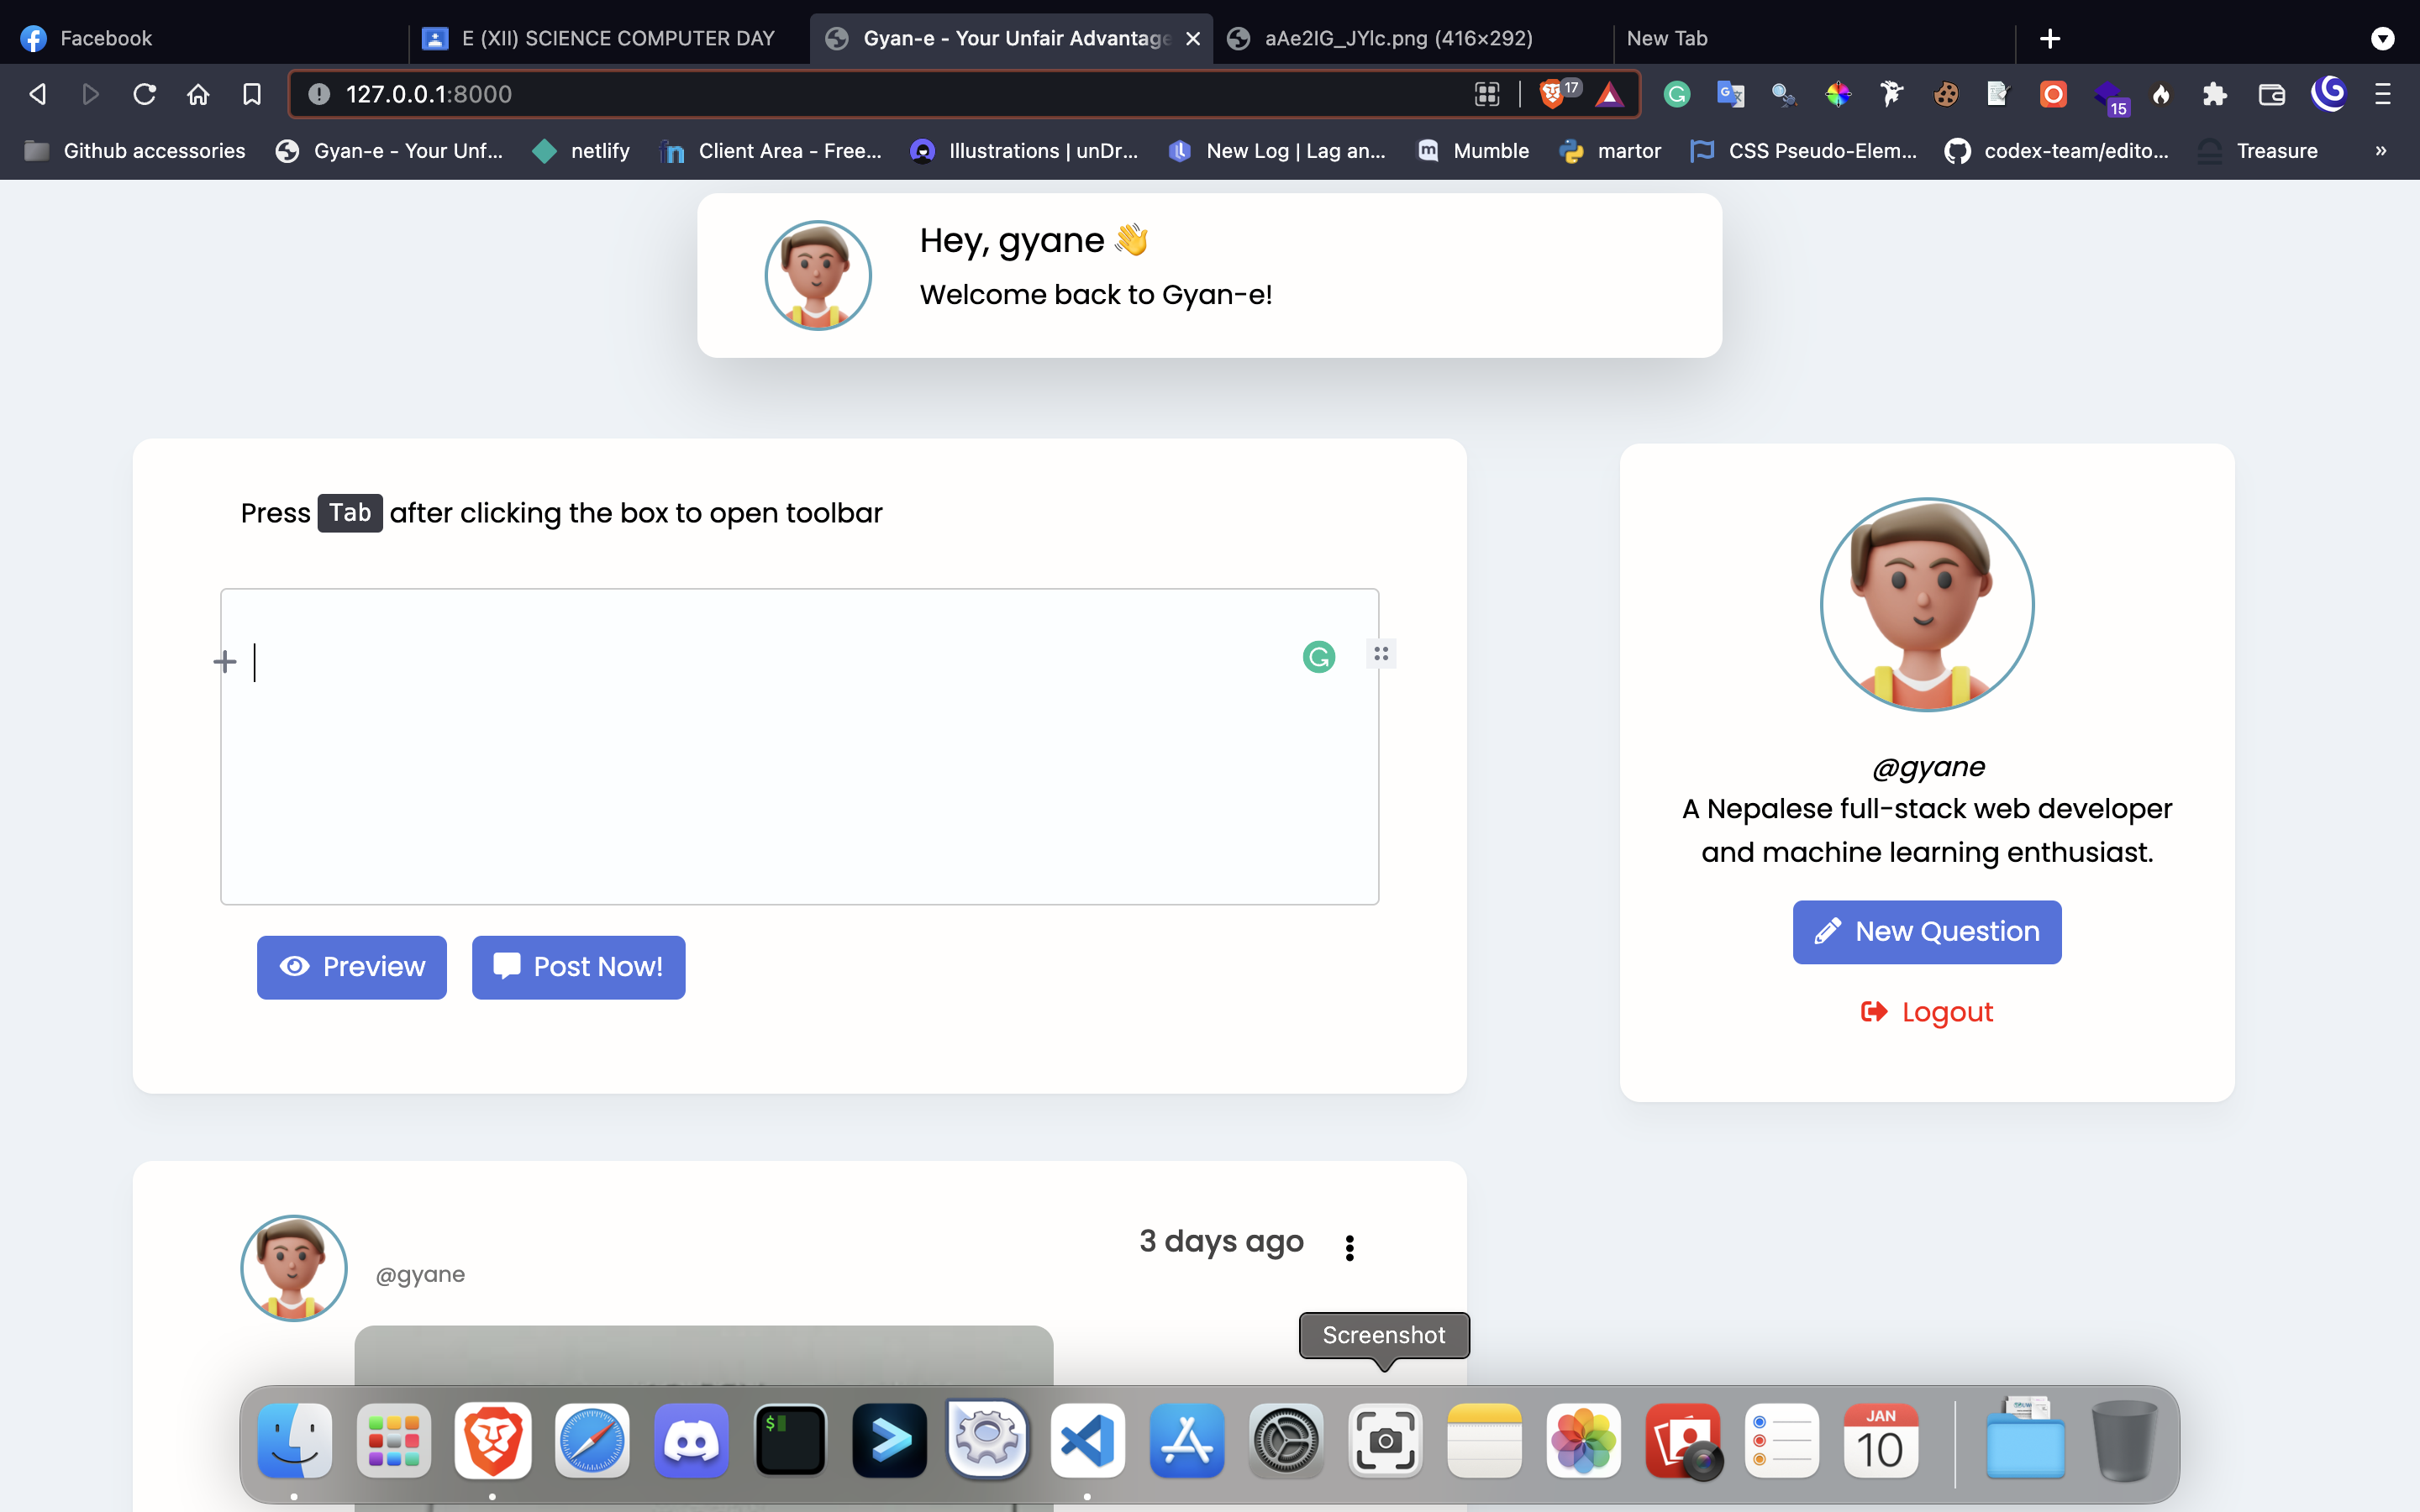 Facebook
E (XII) SCIENCE COMPUTER DAY
Gyan-e - Your Unfair Advantage
aAe2IG_JYlc.png (416×292)
New Tab
127.0.0.1:8000
17
15
Github accessories
Gyan-e - Your Unf...
netlify
Client Area - Free...
Illustrations | unDr...
New Log | Lag an...
Mumble
martor
CSS Pseudo-Elem...
codex-team/edito...
Treasure
»
Hey, gyane 👋
Welcome back to Gyan-e!
Press Tab after clicking the box to open toolbar
Preview
Post Now!
@gyane
A Nepalese full-stack web developer
and machine learning enthusiast.
New Question
Logout
3 days ago
@gyane
Screenshot
JAN
10